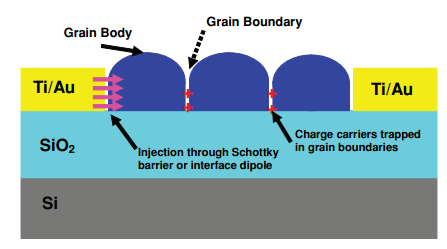 Grain Boundary
Grain Body
Ti/Au
Ti/Au
SiO2
Injection through Schottky
barrier or interface dipole
Charge carriers trapped
in grain boundaries
Si